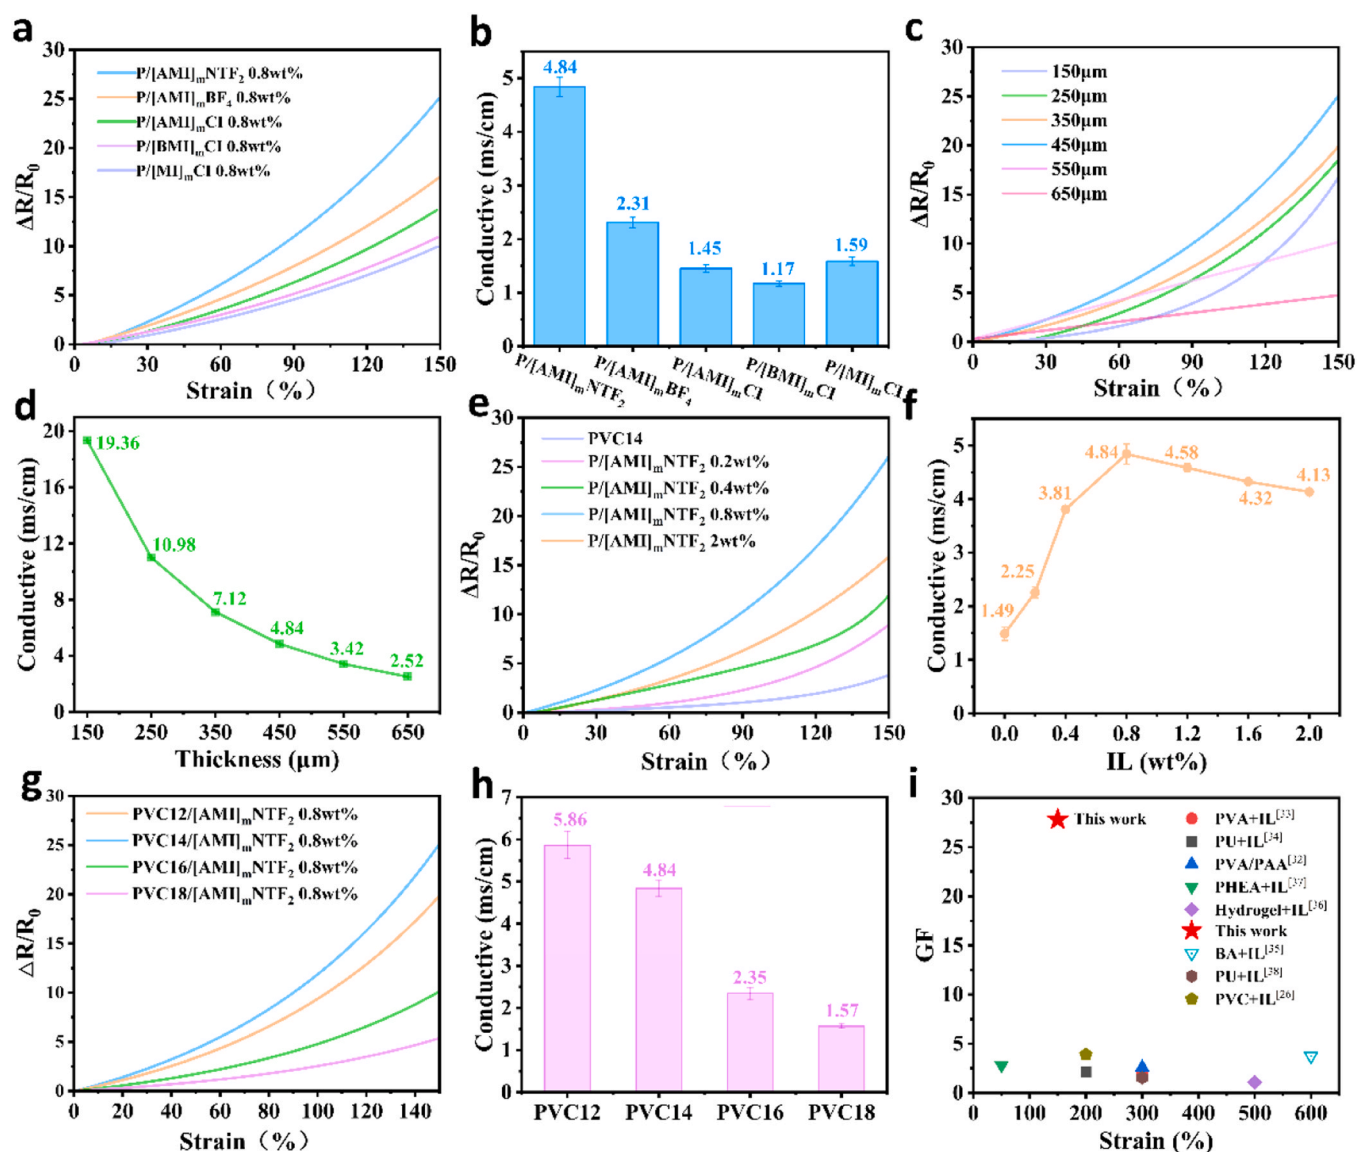 a
30
25
20
15
10
5
0
0
30
60
90
120
150
ΔR/R0
Strain（%）
P/[AMI]mNTF2 0.8wt%
P/[AMI]mBF4 0.8wt%
P/[AMI]mCl 0.8wt%
P/[BMI]mCl 0.8wt%
P/[MI]mCl 0.8wt%
b
Conductive (ms/cm)
5
4
3
2
1
0
4.84
2.31
1.45
1.17
1.59
P/[AMI]mNTF2
P/[AMI]mBF4
P/[AMI]mCl
P/[BMI]mCl
P/[MI]mCl
c
30
25
20
15
10
5
0
0
30
60
90
120
150
ΔR/R0
Strain（%）
150μm
250μm
350μm
450μm
550μm
650μm
d
Conductive (ms/cm)
20
16
12
8
4
0
19.36
10.98
7.12
4.84
3.42
2.52
150
250
350
450
550
650
Thickness (μm)
e
30
25
20
15
10
5
0
ΔR/R0
PVC14
P/[AMI]mNTF2 0.2wt%
P/[AMI]mNTF2 0.4wt%
P/[AMI]mNTF2 0.8wt%
P/[AMI]mNTF2 2wt%
0
30
60
90
120
150
Strain（%）
f
Conductive (ms/cm)
5
4
3
2
1
0
1.49
2.25
3.81
4.84
4.58
4.32
4.13
0.0
0.4
0.8
1.2
1.6
2.0
IL (wt%)
g
30
25
20
15
10
5
0
ΔR/R0
PVC12/[AMI]mNTF2 0.8wt%
PVC14/[AMI]mNTF2 0.8wt%
PVC16/[AMI]mNTF2 0.8wt%
PVC18/[AMI]mNTF2 0.8wt%
20
40
60
80
100
120
140
Strain（%）
h
Conductive (ms/cm)
7
6
5
4
3
2
1
0
5.86
4.84
2.35
1.57
PVC12
PVC14
PVC16
PVC18
i
GF
30
25
20
15
10
5
0
This work
PVA+IL[33]
PU+IL[34]
PVA/PAA[32]
PHEA+IL[37]
Hydrogel+IL[36]
This work
BA+IL[35]
PU+IL[38]
PVC+IL[26]
0
100
200
300
400
500
600
Strain (%)